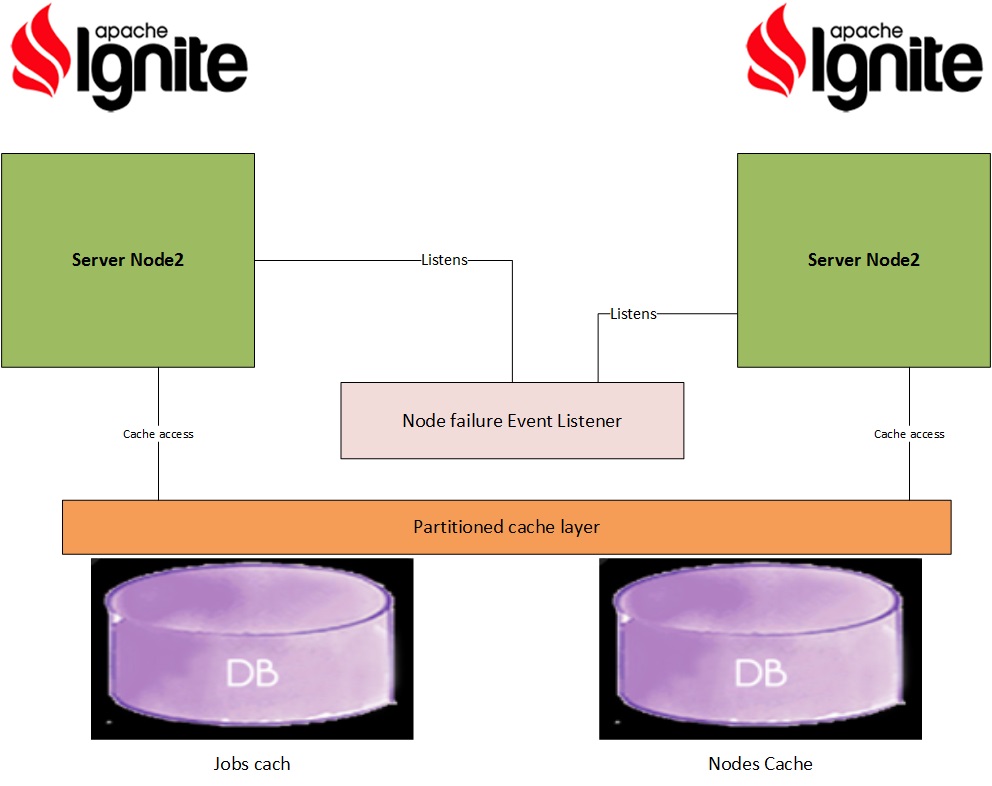 apache
Ignite
apache
Ignite
Server Node2
Server Node2
Listens
Listens
Node failure Event Listener
Cache access
Cache access
Partitioned cache layer
DB
DB
Jobs cach
Nodes Cache